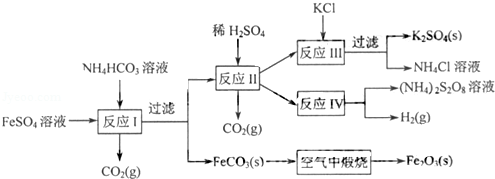 KCl
稀 H₂SO₄
过滤
K₂SO₄(s)
反应 III
NH₄HCO₃ 溶液
NH₄Cl 溶液
反应 II
过滤
(NH₄)₂S₂O₈ 溶液
FeSO₄ 溶液
反应 I
反应 IV
H₂(g)
CO₂(g)
CO₂(g)
FeCO₃(s)
空气中煅烧
Fe₂O₃(s)